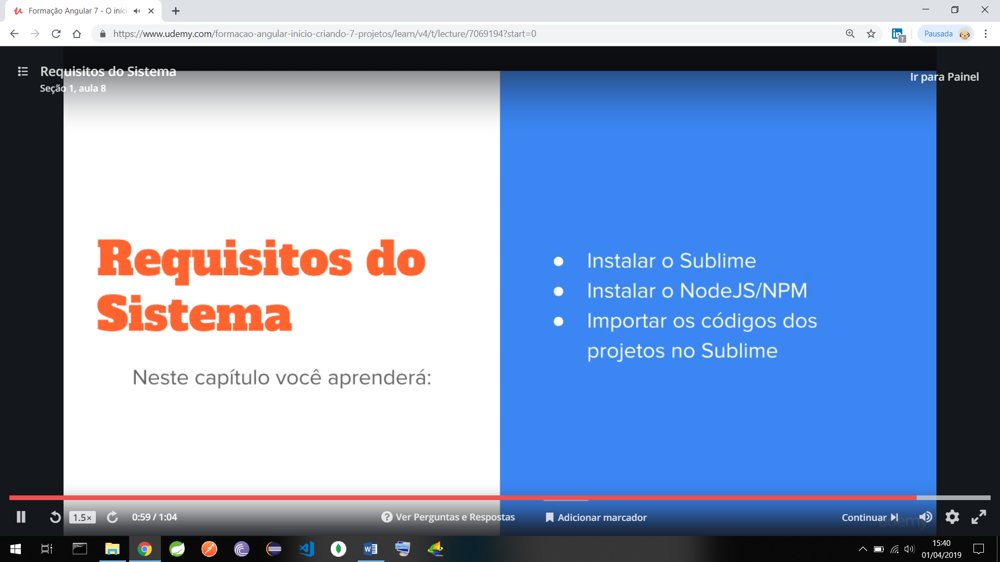 Formação Angular 7 - O iníci
https://www.udemy.com/formacao-angular-inicio-criando-7-projetos/learn/v4/t/lecture/7069194?start=0
Pausada
Requisitos do Sistema
Seção 1, aula 8
Ir para Painel
Requisitos do
Sistema
Neste capítulo você aprenderá:
● Instalar o Sublime
● Instalar o NodeJS/NPM
● Importar os códigos dos
projetos no Sublime
1.5×
0:59 / 1:04
Ver Perguntas e Respostas
Adicionar marcador
Continuar
udemy
15:40
01/04/2019